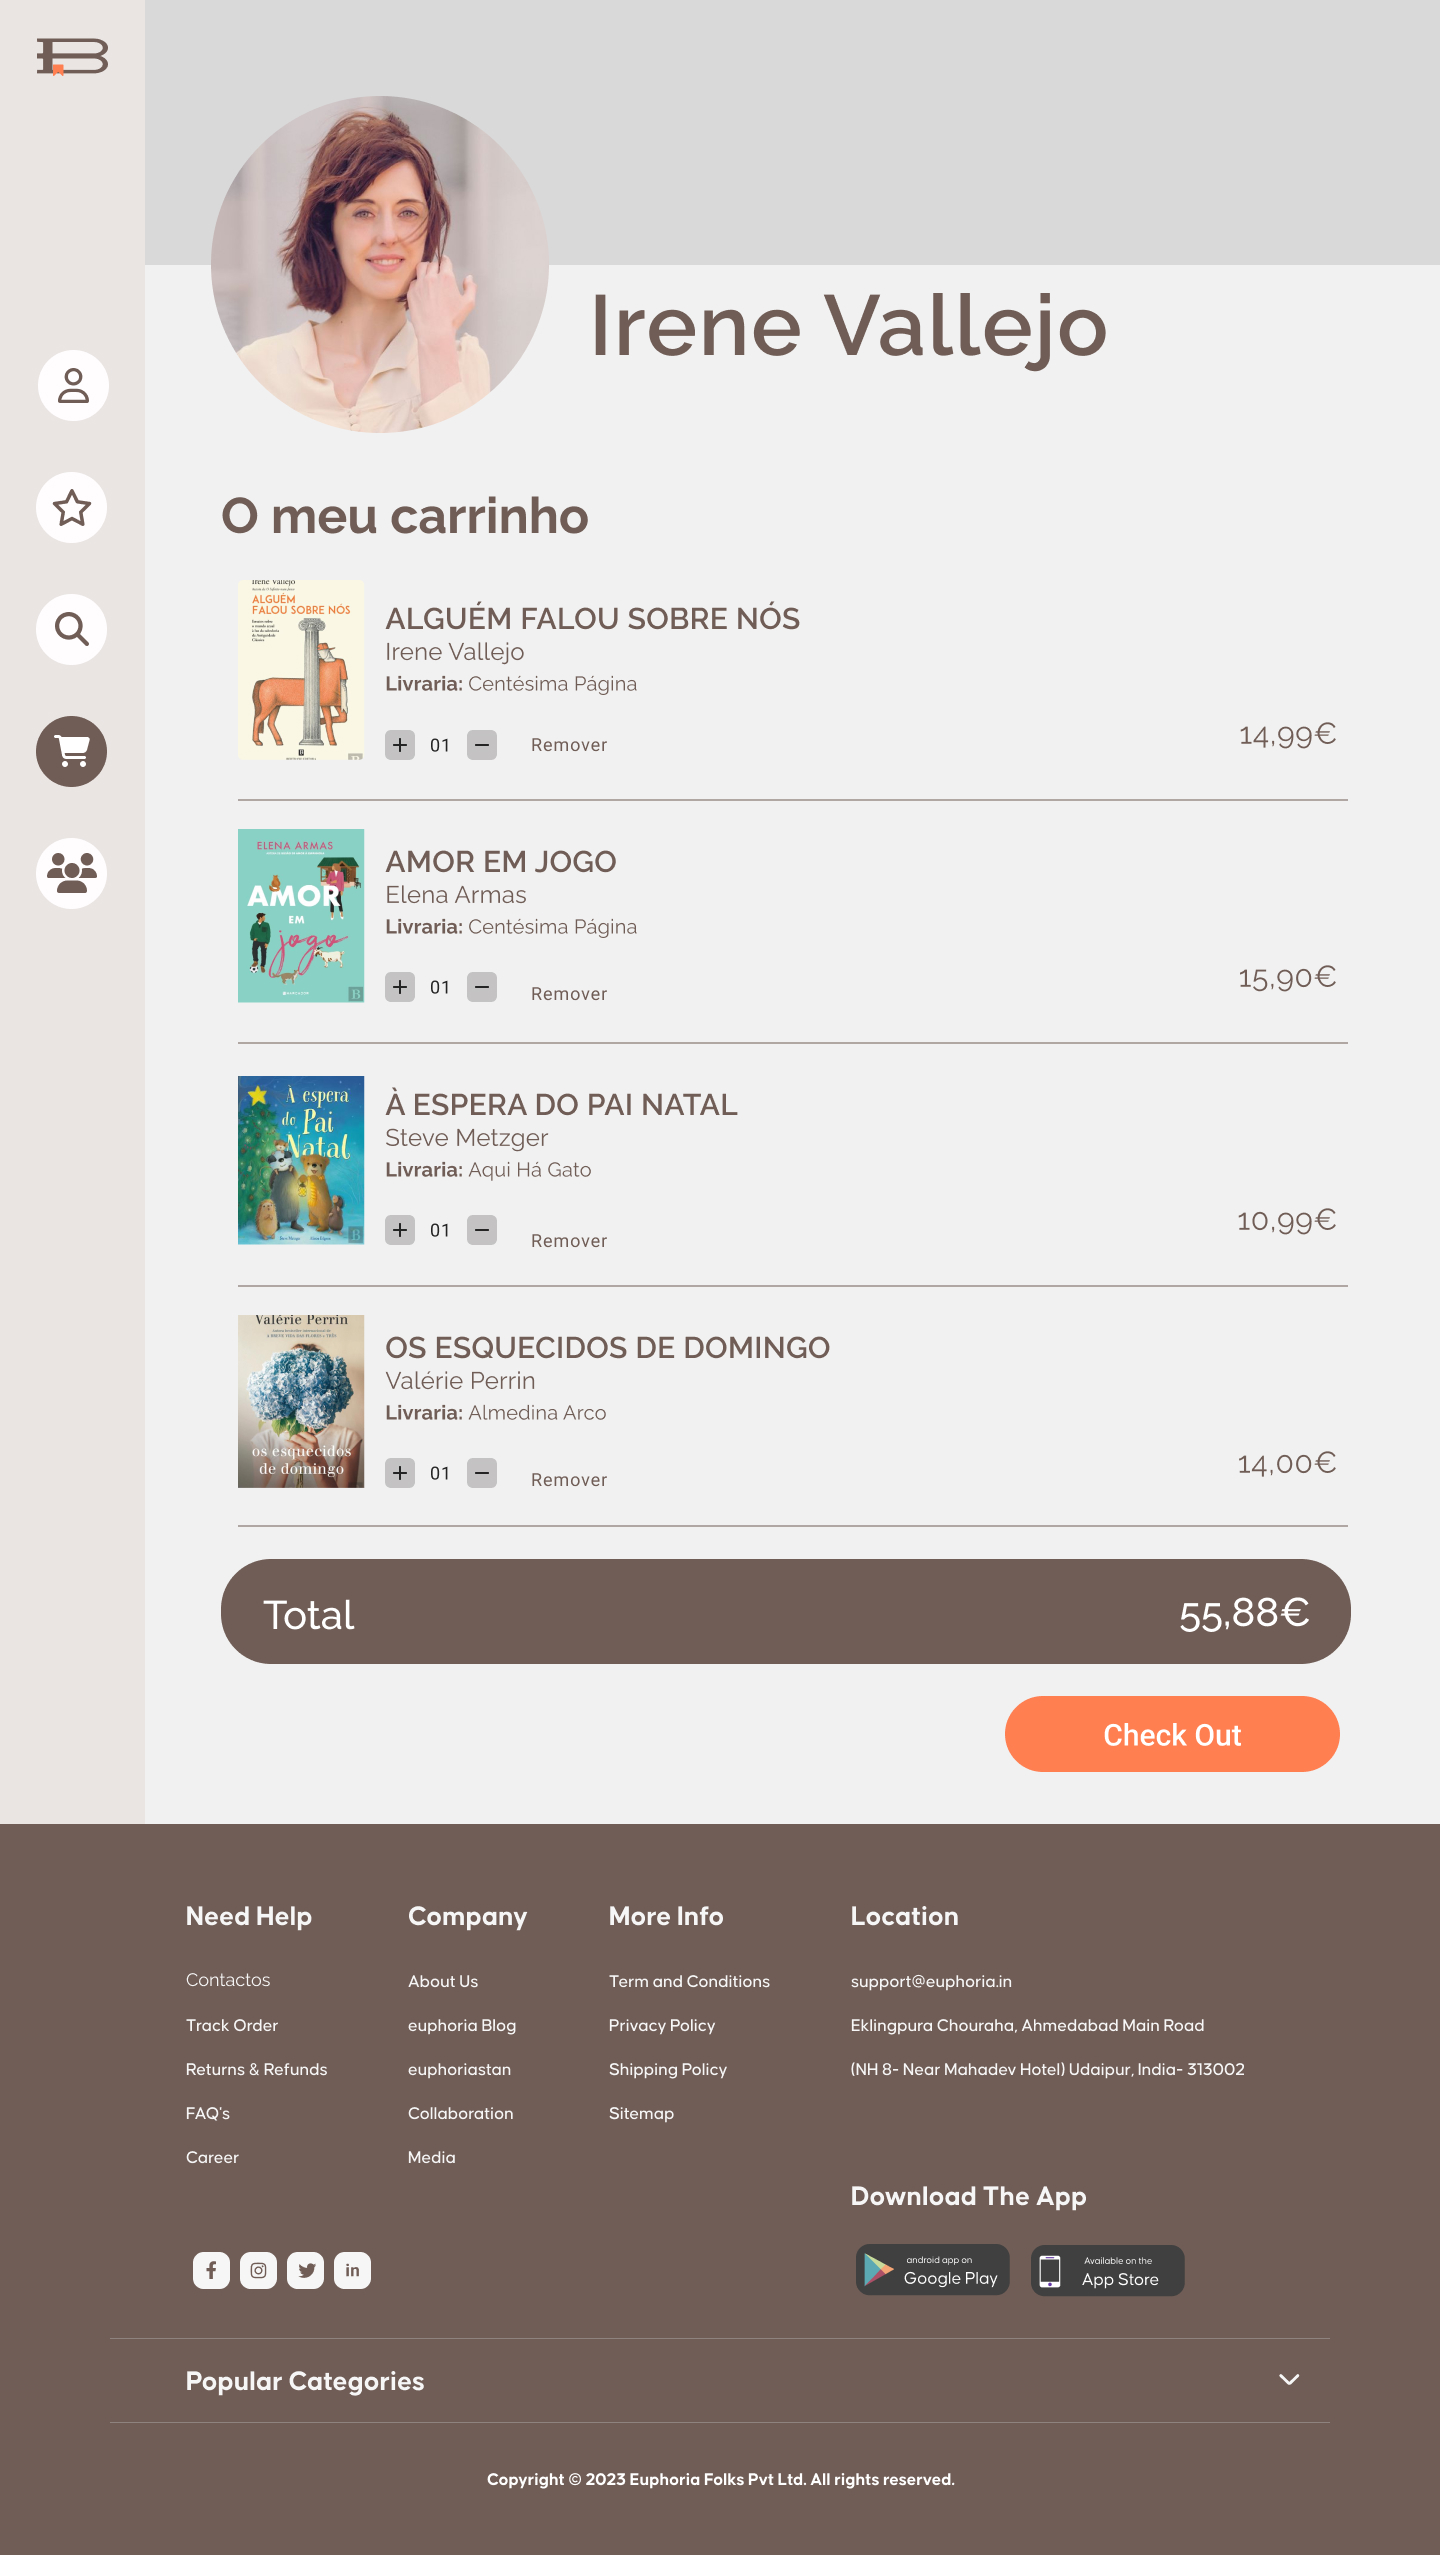 B
Irene Vallejo
O meu carrinho
Irene Vallejo
ALGUÉM
FALOU SOBRE NÓS
ALGUÉM FALOU SOBRE NÓS
Irene Vallejo
Livraria: Centésima Página
01
Remover
14,99€
ELENA ARMAS
AMOR
EM
jogo
B
AMOR EM JOGO
Elena Armas
Livraria: Centésima Página
01
Remover
15,90€
À espera
do Pai
Natal
B
À ESPERA DO PAI NATAL
Steve Metzger
Livraria: Aqui Há Gato
01
Remover
10,99€
Valérie Perrin
os esquecidos
de domingo
OS ESQUECIDOS DE DOMINGO
Valérie Perrin
Livraria: Almedina Arco
01
Remover
14,00€
Total
55,88€
Check Out
Need Help
Contactos
Track Order
Returns & Refunds
FAQ's
Career
Company
About Us
euphoria Blog
euphoriastan
Collaboration
Media
More Info
Term and Conditions
Privacy Policy
Shipping Policy
Sitemap
Location
support@euphoria.in
Eklingpura Chouraha, Ahmedabad Main Road
(NH 8- Near Mahadev Hotel) Udaipur, India- 313002
Download The App
android app on
Google Play
Available on the
App Store
f
in
Popular Categories
Copyright © 2023 Euphoria Folks Pvt Ltd. All rights reserved.